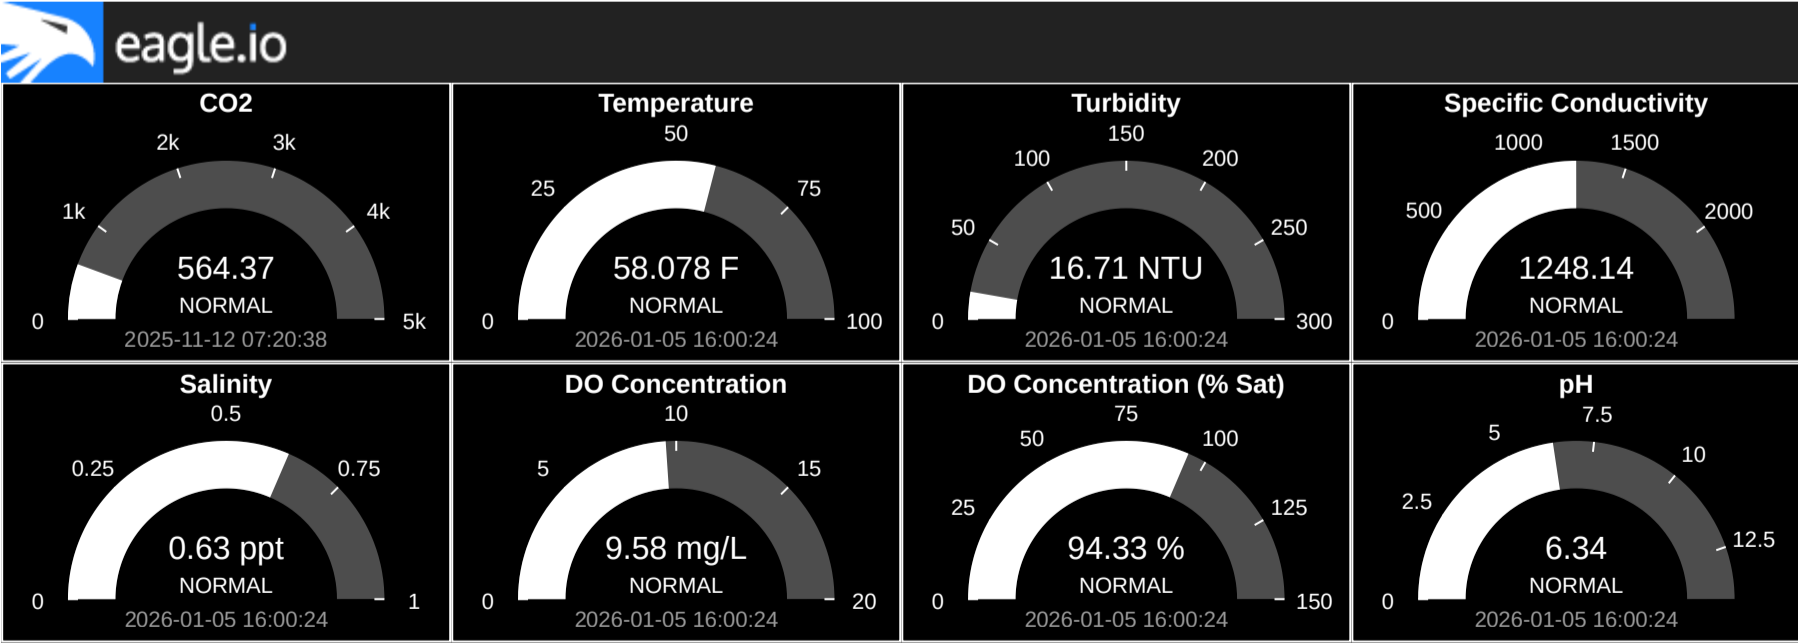 eagle.io
CO2
2k
3k
1k
4k
564.37
NORMAL
0
5k
2025-11-12 07:20:38
Temperature
50
25
75
58.078 F
NORMAL
0
100
2026-01-05 16:00:24
Turbidity
150
100
200
50
250
16.71 NTU
NORMAL
0
300
2026-01-05 16:00:24
Specific Conductivity
1000
1500
500
2000
1248.14
NORMAL
0
2026-01-05 16:00:24
Salinity
0.5
0.25
0.75
0.63 ppt
NORMAL
0
1
2026-01-05 16:00:24
DO Concentration
10
5
15
9.58 mg/L
NORMAL
0
20
2026-01-05 16:00:24
DO Concentration (% Sat)
75
50
100
25
125
94.33 %
NORMAL
0
150
2026-01-05 16:00:24
pH
7.5
5
10
2.5
12.5
6.34
NORMAL
0
2026-01-05 16:00:24